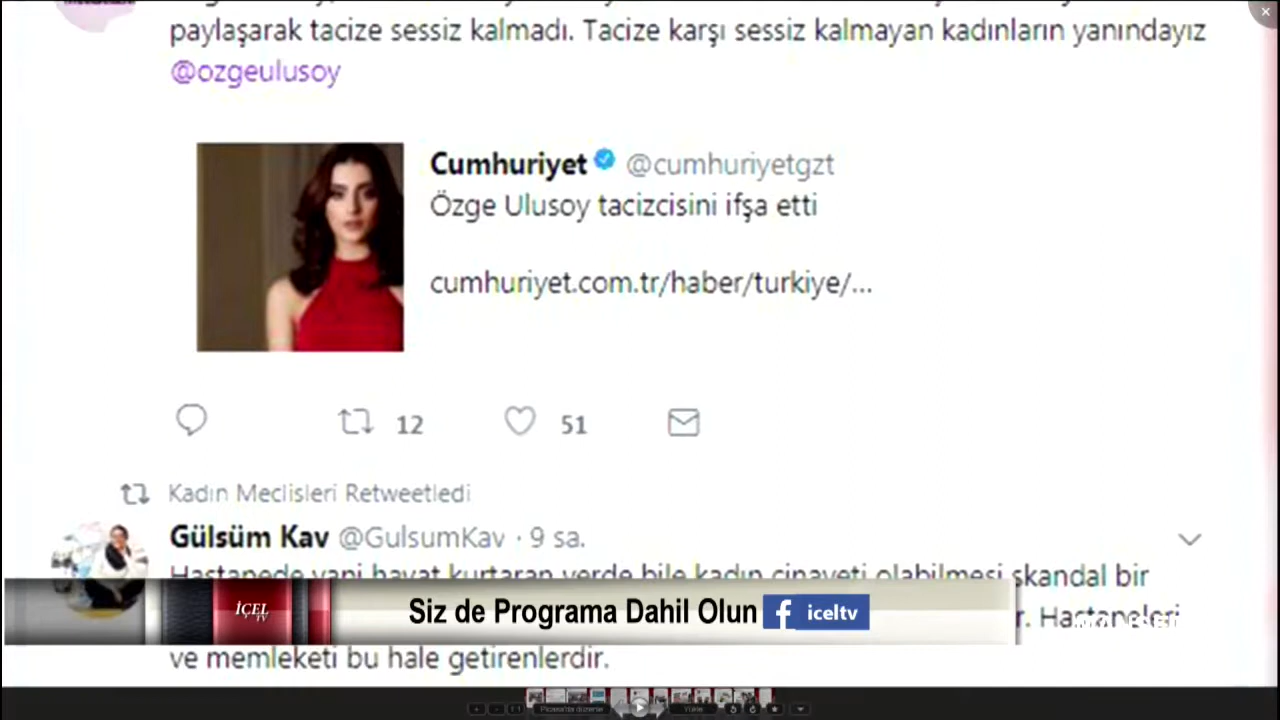 paylaşarak tacize sessiz kalmadı. Tacize karşı sessiz kalmayan kadınların yanındayız
@ozgeulusoy
Cumhuriyet @cumhuriyetgzt
Özge Ulusoy tacizcisini ifşa etti
cumhuriyet.com.tr/haber/turkiye/...
12 51
Kadın Meclisleri Retweetledi
Gülsüm Kav @GulsumKav · 9 sa.
Hastanede yani hayat kurtaran yerde bile kadın cinayeti olabilmesi skandal bir
r. Hastaneleri
İÇEL TV
Siz de Programa Dahil Olun f iceltv
ve memleketi bu hale getirenlerdir.